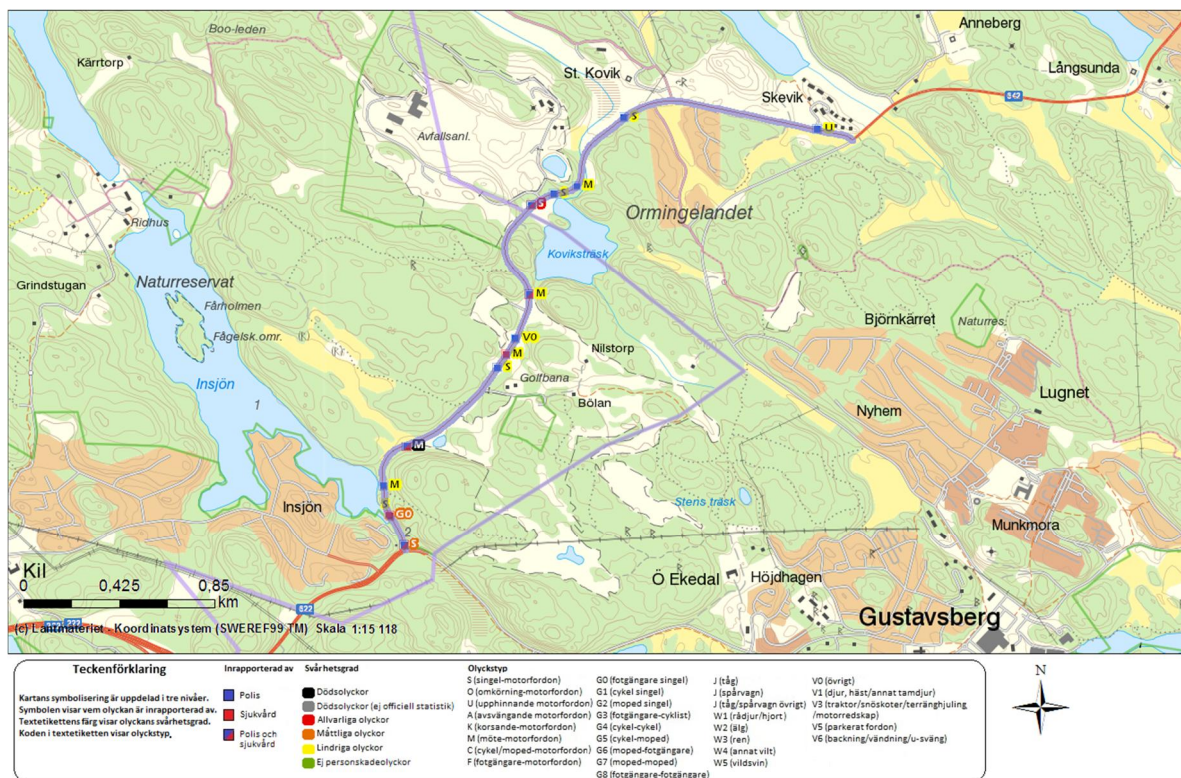 Boo-leden
Kärrtorp
Anneberg
Långsunda
842
St. Kovik
Skevik
S
U
Avfallsanl.
S M
S
Ormingelandet
Ridhus
Koviksträsk
Grindstugan
Naturreservat
Fårholmen
Fågelsk.omr.
M
Björnkärret
Naturres.
V0
M
S
Nilstorp
Golfbana
Insjön
1
Bölan
Lugnet
Nyhem
M
M
S
Stens träsk
Insjön
G0
2
S
Munkmora
Kil
0 0,425 0,85
km
Ö Ekedal
Höjdhagen
Gustavsberg
822
222
(c) Lantmäteriet - Koordinatsystem (SWEREF99 TM) Skala 1:15 118
N
Teckenförklaring
Kartans symbolisering är uppdelad i tre nivåer.
Symbolen visar vem olyckan är inrapporterad av.
Textetikettens färg visar olyckans svårhetsgrad.
Koden i textetiketten visar olyckstyp.
Inrapporterad av
Polis
Sjukvård
Polis och
sjukvård
Svårhetsgrad
Dödsolyckor
Dödsolyckor (ej officiell statistik)
Allvarliga olyckor
Måttliga olyckor
Lindriga olyckor
Ej personskadeolyckor
Olyckstyp
S (singel-motorfordon)
O (omkörning-motorfordon)
U (upphinnande motorfordon)
A (avsvängande motorfordon)
K (korsande-motorfordon)
M (möte-motorfordon)
C (cykel/moped-motorfordon)
F (fotgängare-motorfordon)
G0 (fotgängare singel)
G1 (cykel singel)
G2 (moped singel)
G3 (fotgängare-cyklist)
G4 (cykel-cykel)
G5 (cykel-moped)
G6 (moped-fotgängare)
G7 (moped-moped)
G8 (fotgängare-fotgängare)
J (tåg)
J (spårvagn)
J (tåg/spårvagn övrigt)
W1 (rådjur/hjort)
W2 (älg)
W3 (ren)
W4 (annat vilt)
W5 (vildsvin)
V0 (övrigt)
V1 (djur, häst/annat tamdjur)
V3 (traktor/snöskoter/terränghjuling
/motorredskap)
V5 (parkerat fordon)
V6 (backning/vändning/u-sväng)